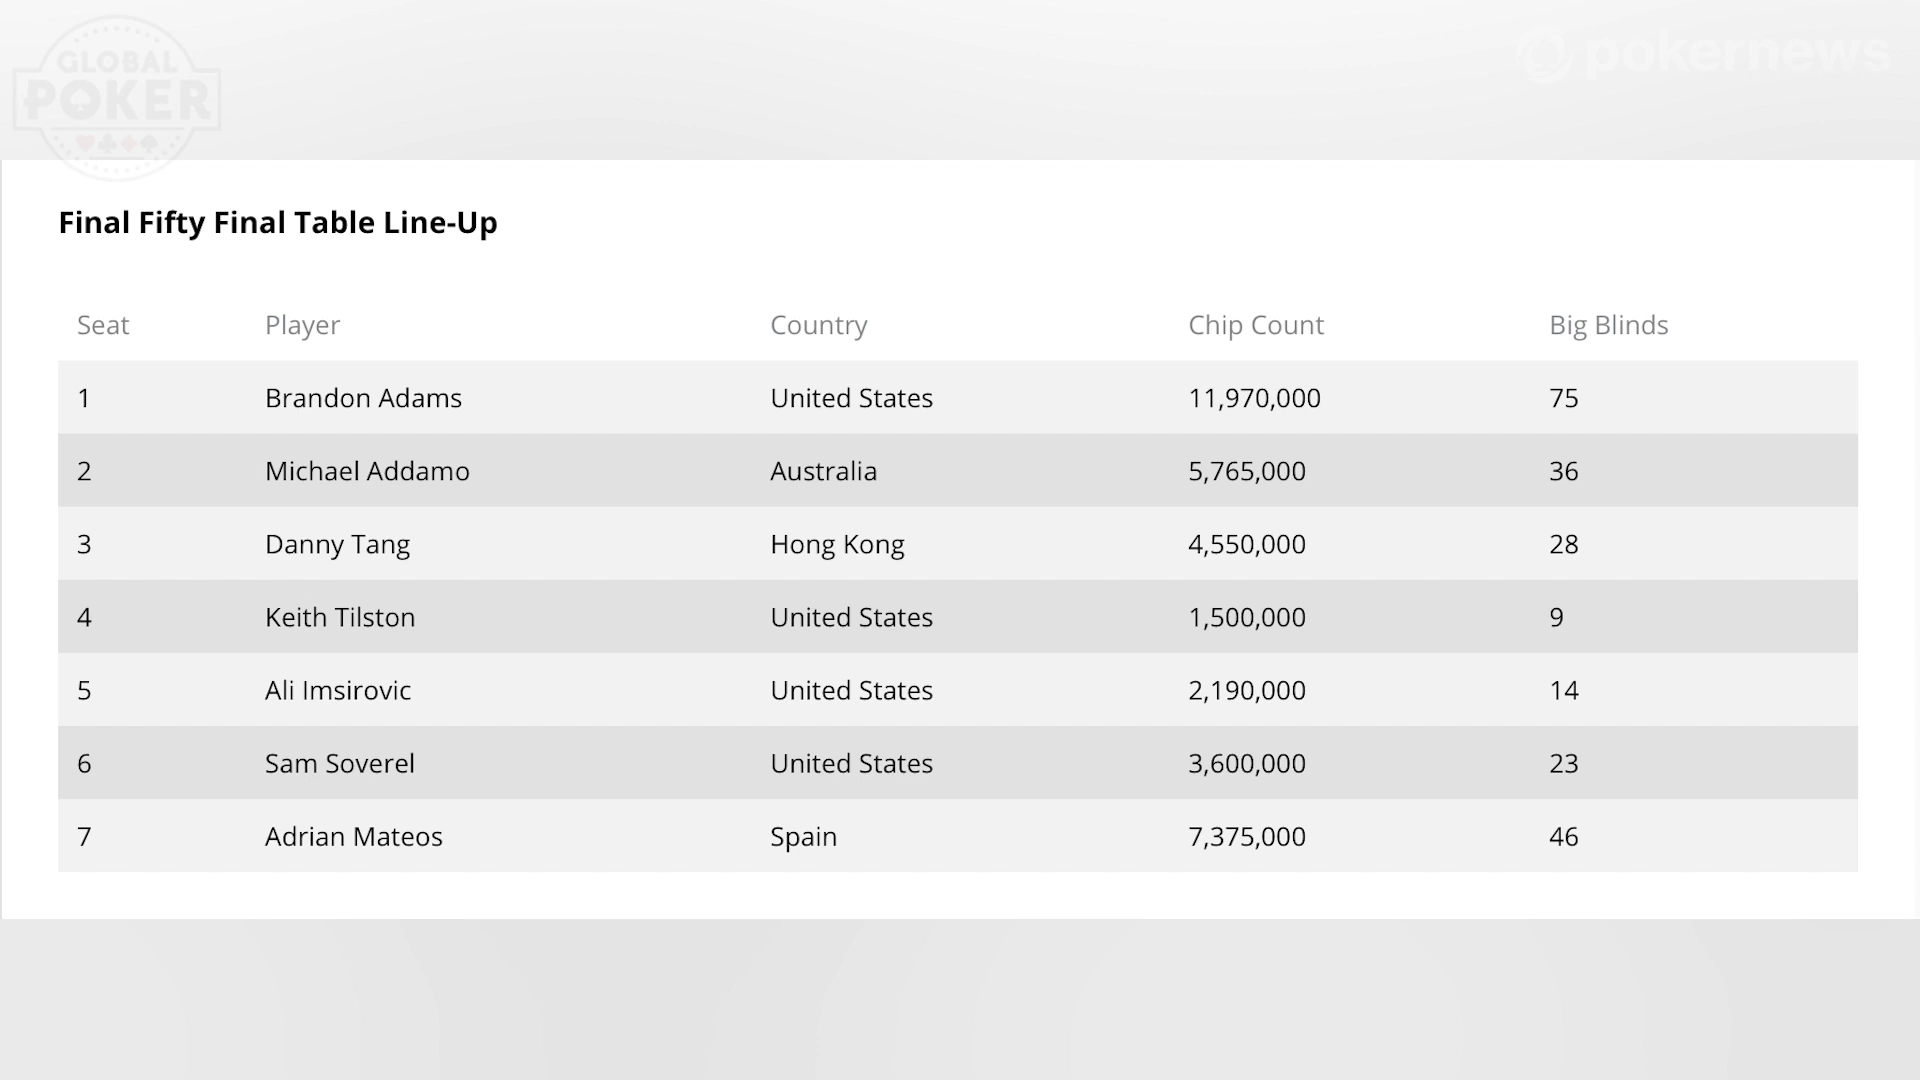 GLOBAL
POKER
pokernews
Final Fifty Final Table Line-Up
Seat Player Country Chip Count Big Blinds
1 Brandon Adams United States 11,970,000 75
2 Michael Addamo Australia 5,765,000 36
3 Danny Tang Hong Kong 4,550,000 28
4 Keith Tilston United States 1,500,000 9
5 Ali Imsirovic United States 2,190,000 14
6 Sam Soverel United States 3,600,000 23
7 Adrian Mateos Spain 7,375,000 46